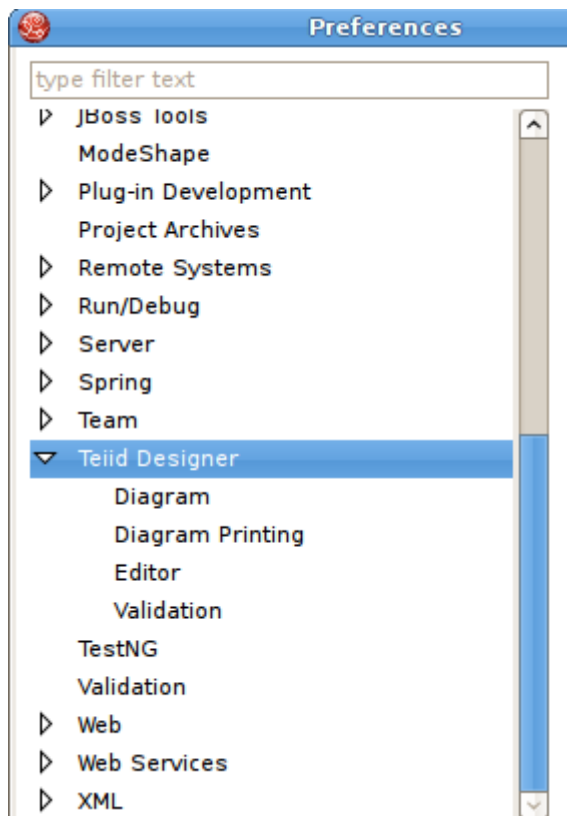 Preferences
type filter text
JBoss Tools
ModeShape
Plug-in Development
Project Archives
Remote Systems
Run/Debug
Server
Spring
Team
Teiid Designer
Diagram
Diagram Printing
Editor
Validation
TestNG
Validation
Web
Web Services
XML